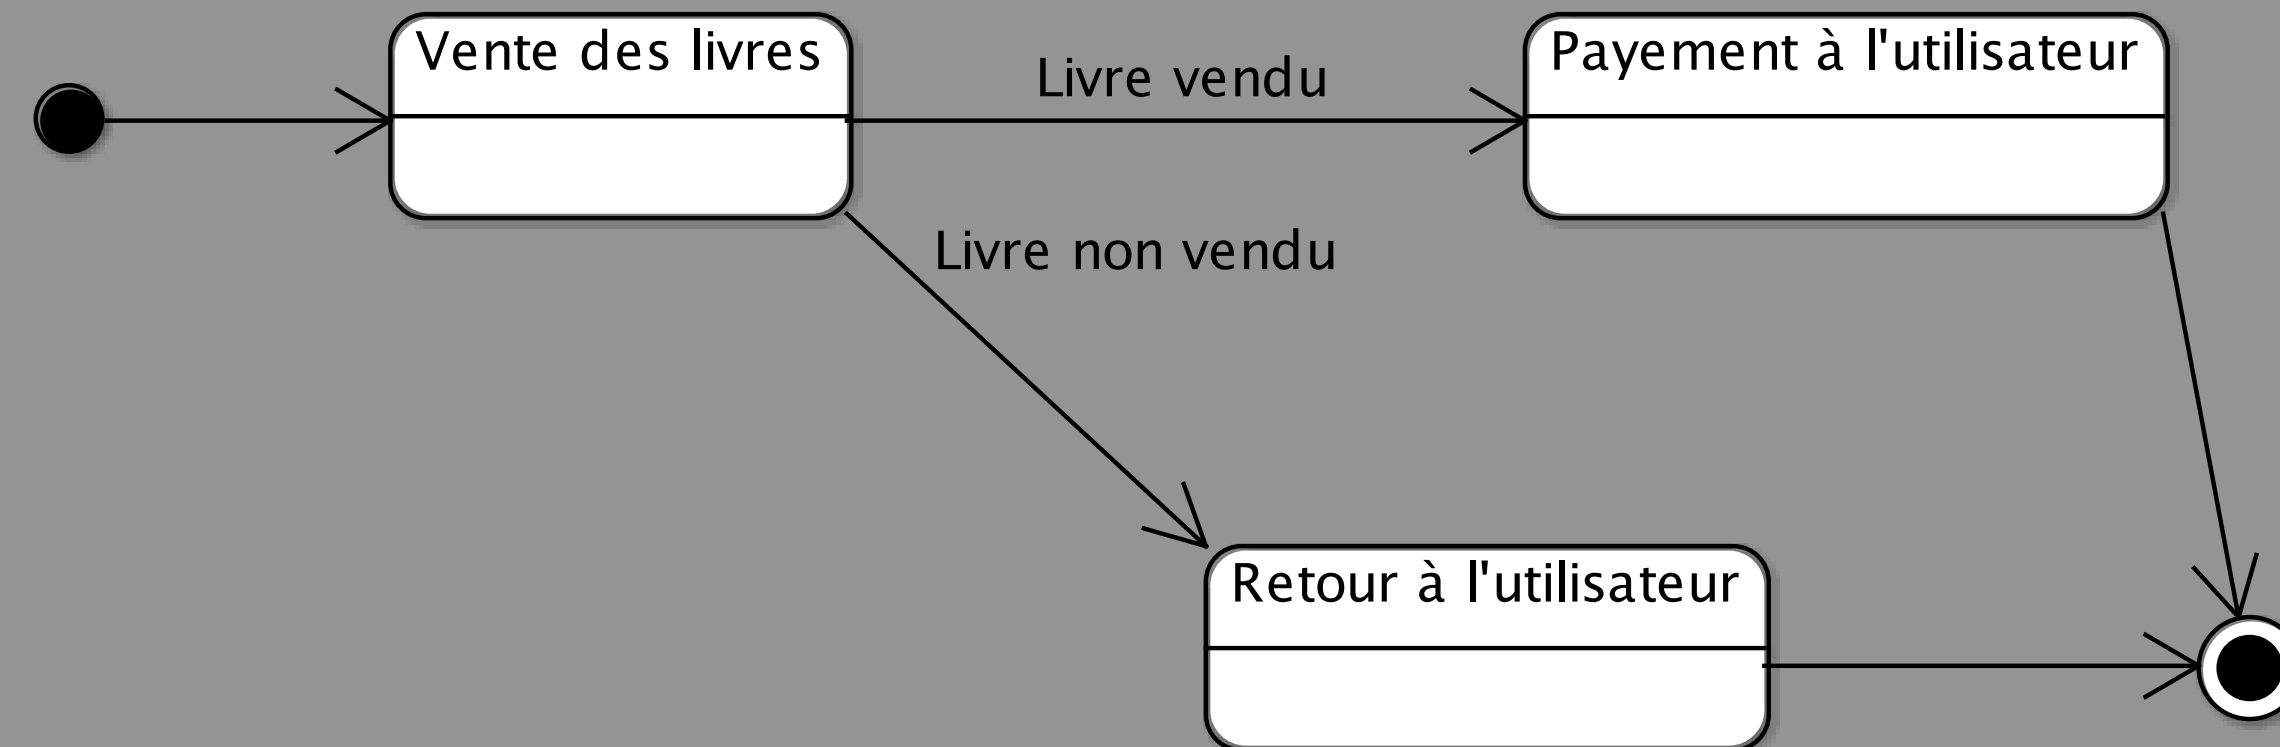 Vente des livres
Livre vendu
Payement à l'utilisateur
Livre non vendu
Retour à l'utilisateur